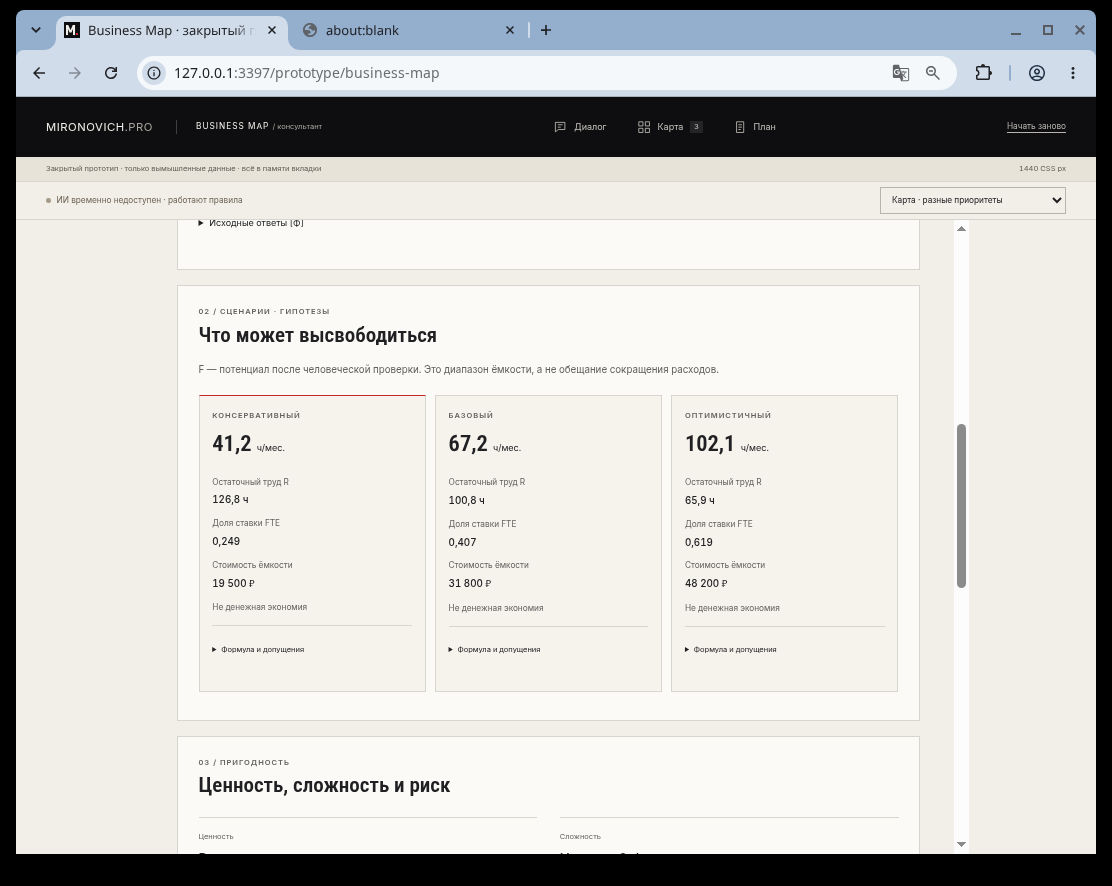 Business Map · закрытый г
about:blank
127.0.0.1:3397/prototype/business-map
MIRONOVICH.PRO
BUSINESS MAP / консультант
Диалог
Карта 3
План
Начать заново
Закрытый прототип · только вымышленные данные · всё в памяти вкладки
1440 CSS px
ИИ временно недоступен · работают правила
Карта · разные приоритеты
Исходные ответы [Ф]
02 / СЦЕНАРИИ · ГИПОТЕЗЫ
Что может высвободиться
F — потенциал после человеческой проверки. Это диапазон ёмкости, а не обещание сокращения расходов.
КОНСЕРВАТИВНЫЙ
41,2 ч/мес.
Остаточный труд R
126,8 ч
Доля ставки FTE
0,249
Стоимость ёмкости
19 500 ₽
Не денежная экономия
Формула и допущения
БАЗОВЫЙ
67,2 ч/мес.
Остаточный труд R
100,8 ч
Доля ставки FTE
0,407
Стоимость ёмкости
31 800 ₽
Не денежная экономия
Формула и допущения
ОПТИМИСТИЧНЫЙ
102,1 ч/мес.
Остаточный труд R
65,9 ч
Доля ставки FTE
0,619
Стоимость ёмкости
48 200 ₽
Не денежная экономия
Формула и допущения
03 / ПРИГОДНОСТЬ
Ценность, сложность и риск
Ценность
Сложность